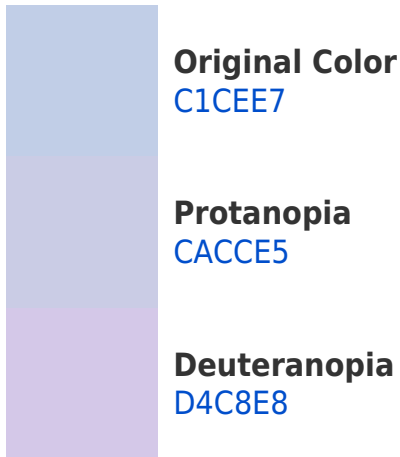 Original Color
C1CEE7
Protanopia
CACCE5
Deuteranopia
D4C8E8